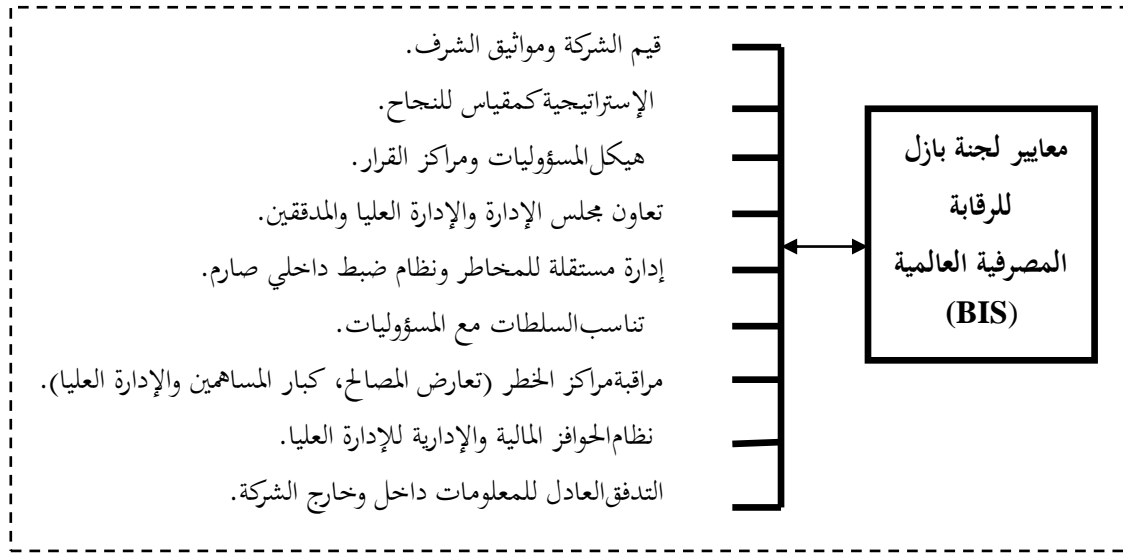 معايير لجنة بازل
للرقابة
المصرفية العالمية
(BIS)
قيم الشركة ومواثيق الشرف.
الإستراتيجية كمقياس للنجاح.
هيكل المسؤوليات ومراكز القرار.
تعاون مجلس الإدارة والإدارة العليا والمدققين.
إدارة مستقلة للمخاطر ونظام ضبط داخلي صارم.
تناسب السلطات مع المسؤوليات.
مراقبة مراكز الخطر (تعارض المصالح، كبار المساهمين والإدارة العليا).
نظام الحوافز المالية والإدارية للإدارة العليا.
التدفق العادل للمعلومات داخل وخارج الشركة.